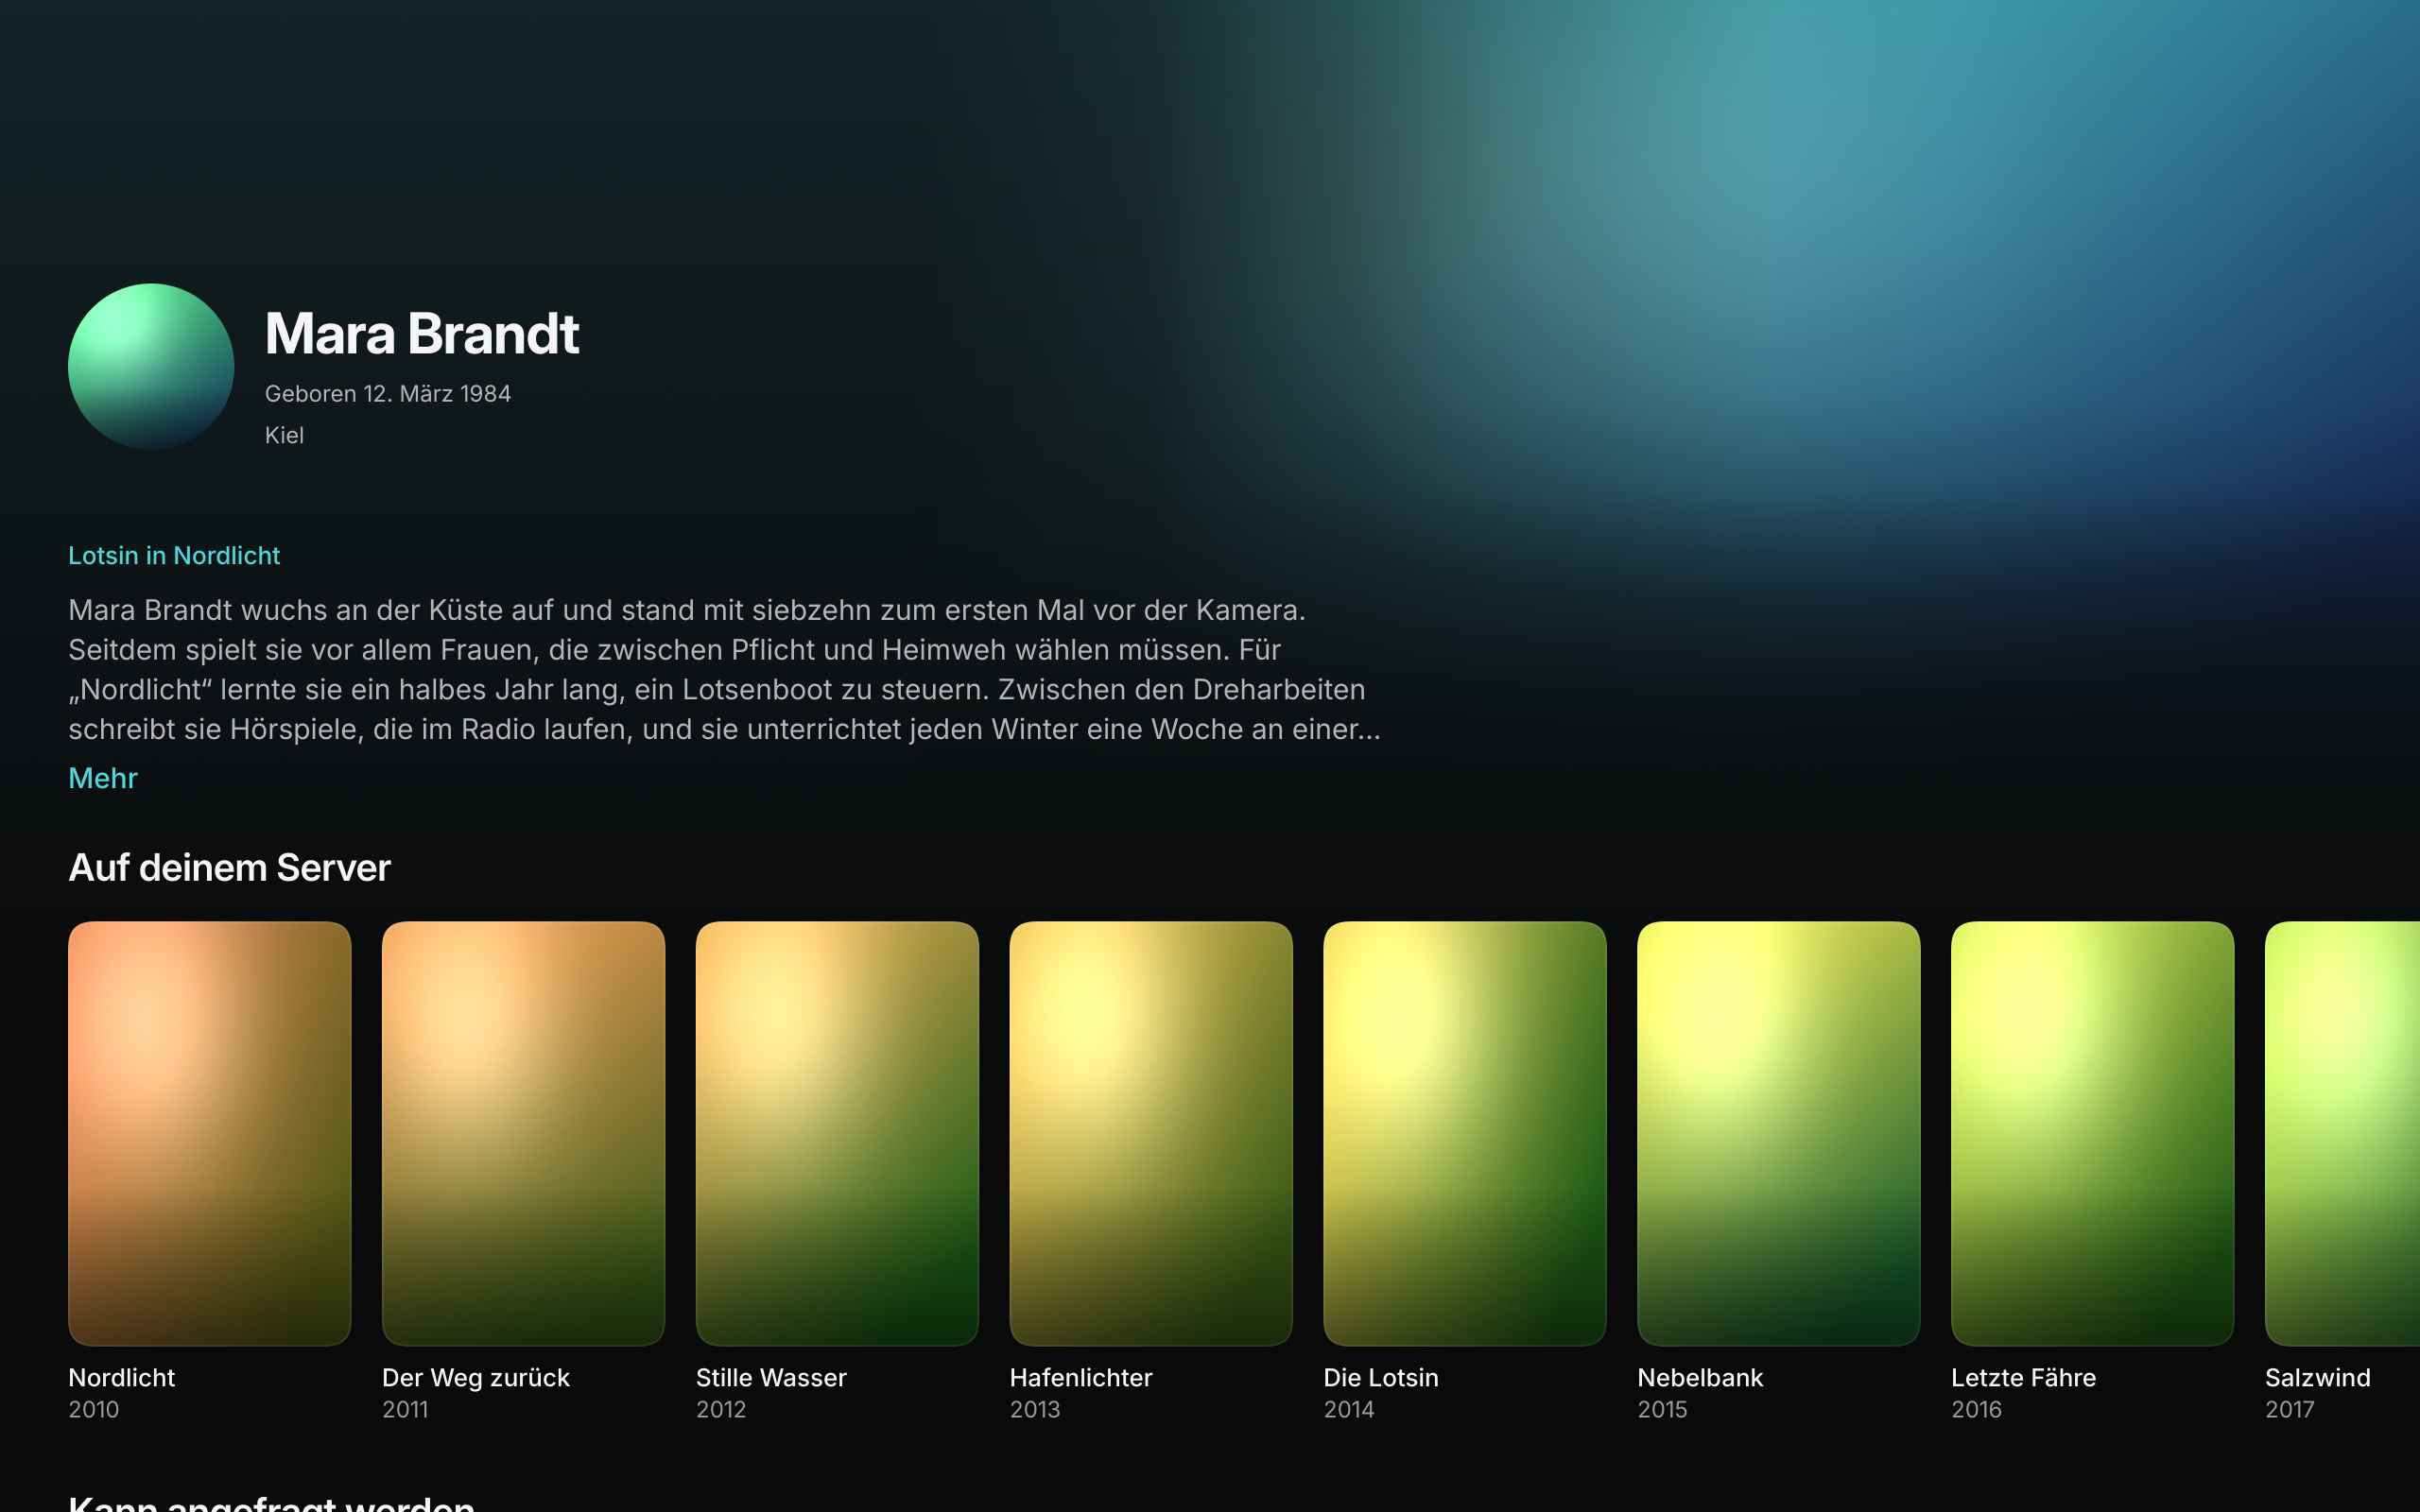 Mara Brandt
Geboren 12. März 1984
Kiel
Lotsin in Nordlicht
Mara Brandt wuchs an der Küste auf und stand mit siebzehn zum ersten Mal vor der Kamera.
Seitdem spielt sie vor allem Frauen, die zwischen Pflicht und Heimweh wählen müssen. Für
„Nordlicht“ lernte sie ein halbes Jahr lang, ein Lotsenboot zu steuern. Zwischen den Dreharbeiten
schreibt sie Hörspiele, die im Radio laufen, und sie unterrichtet jeden Winter eine Woche an einer...
Mehr
Auf deinem Server
Nordlicht
2010
Der Weg zurück
2011
Stille Wasser
2012
Hafenlichter
2013
Die Lotsin
2014
Nebelbank
2015
Letzte Fähre
2016
Salzwind
2017
Kann angefragt werden